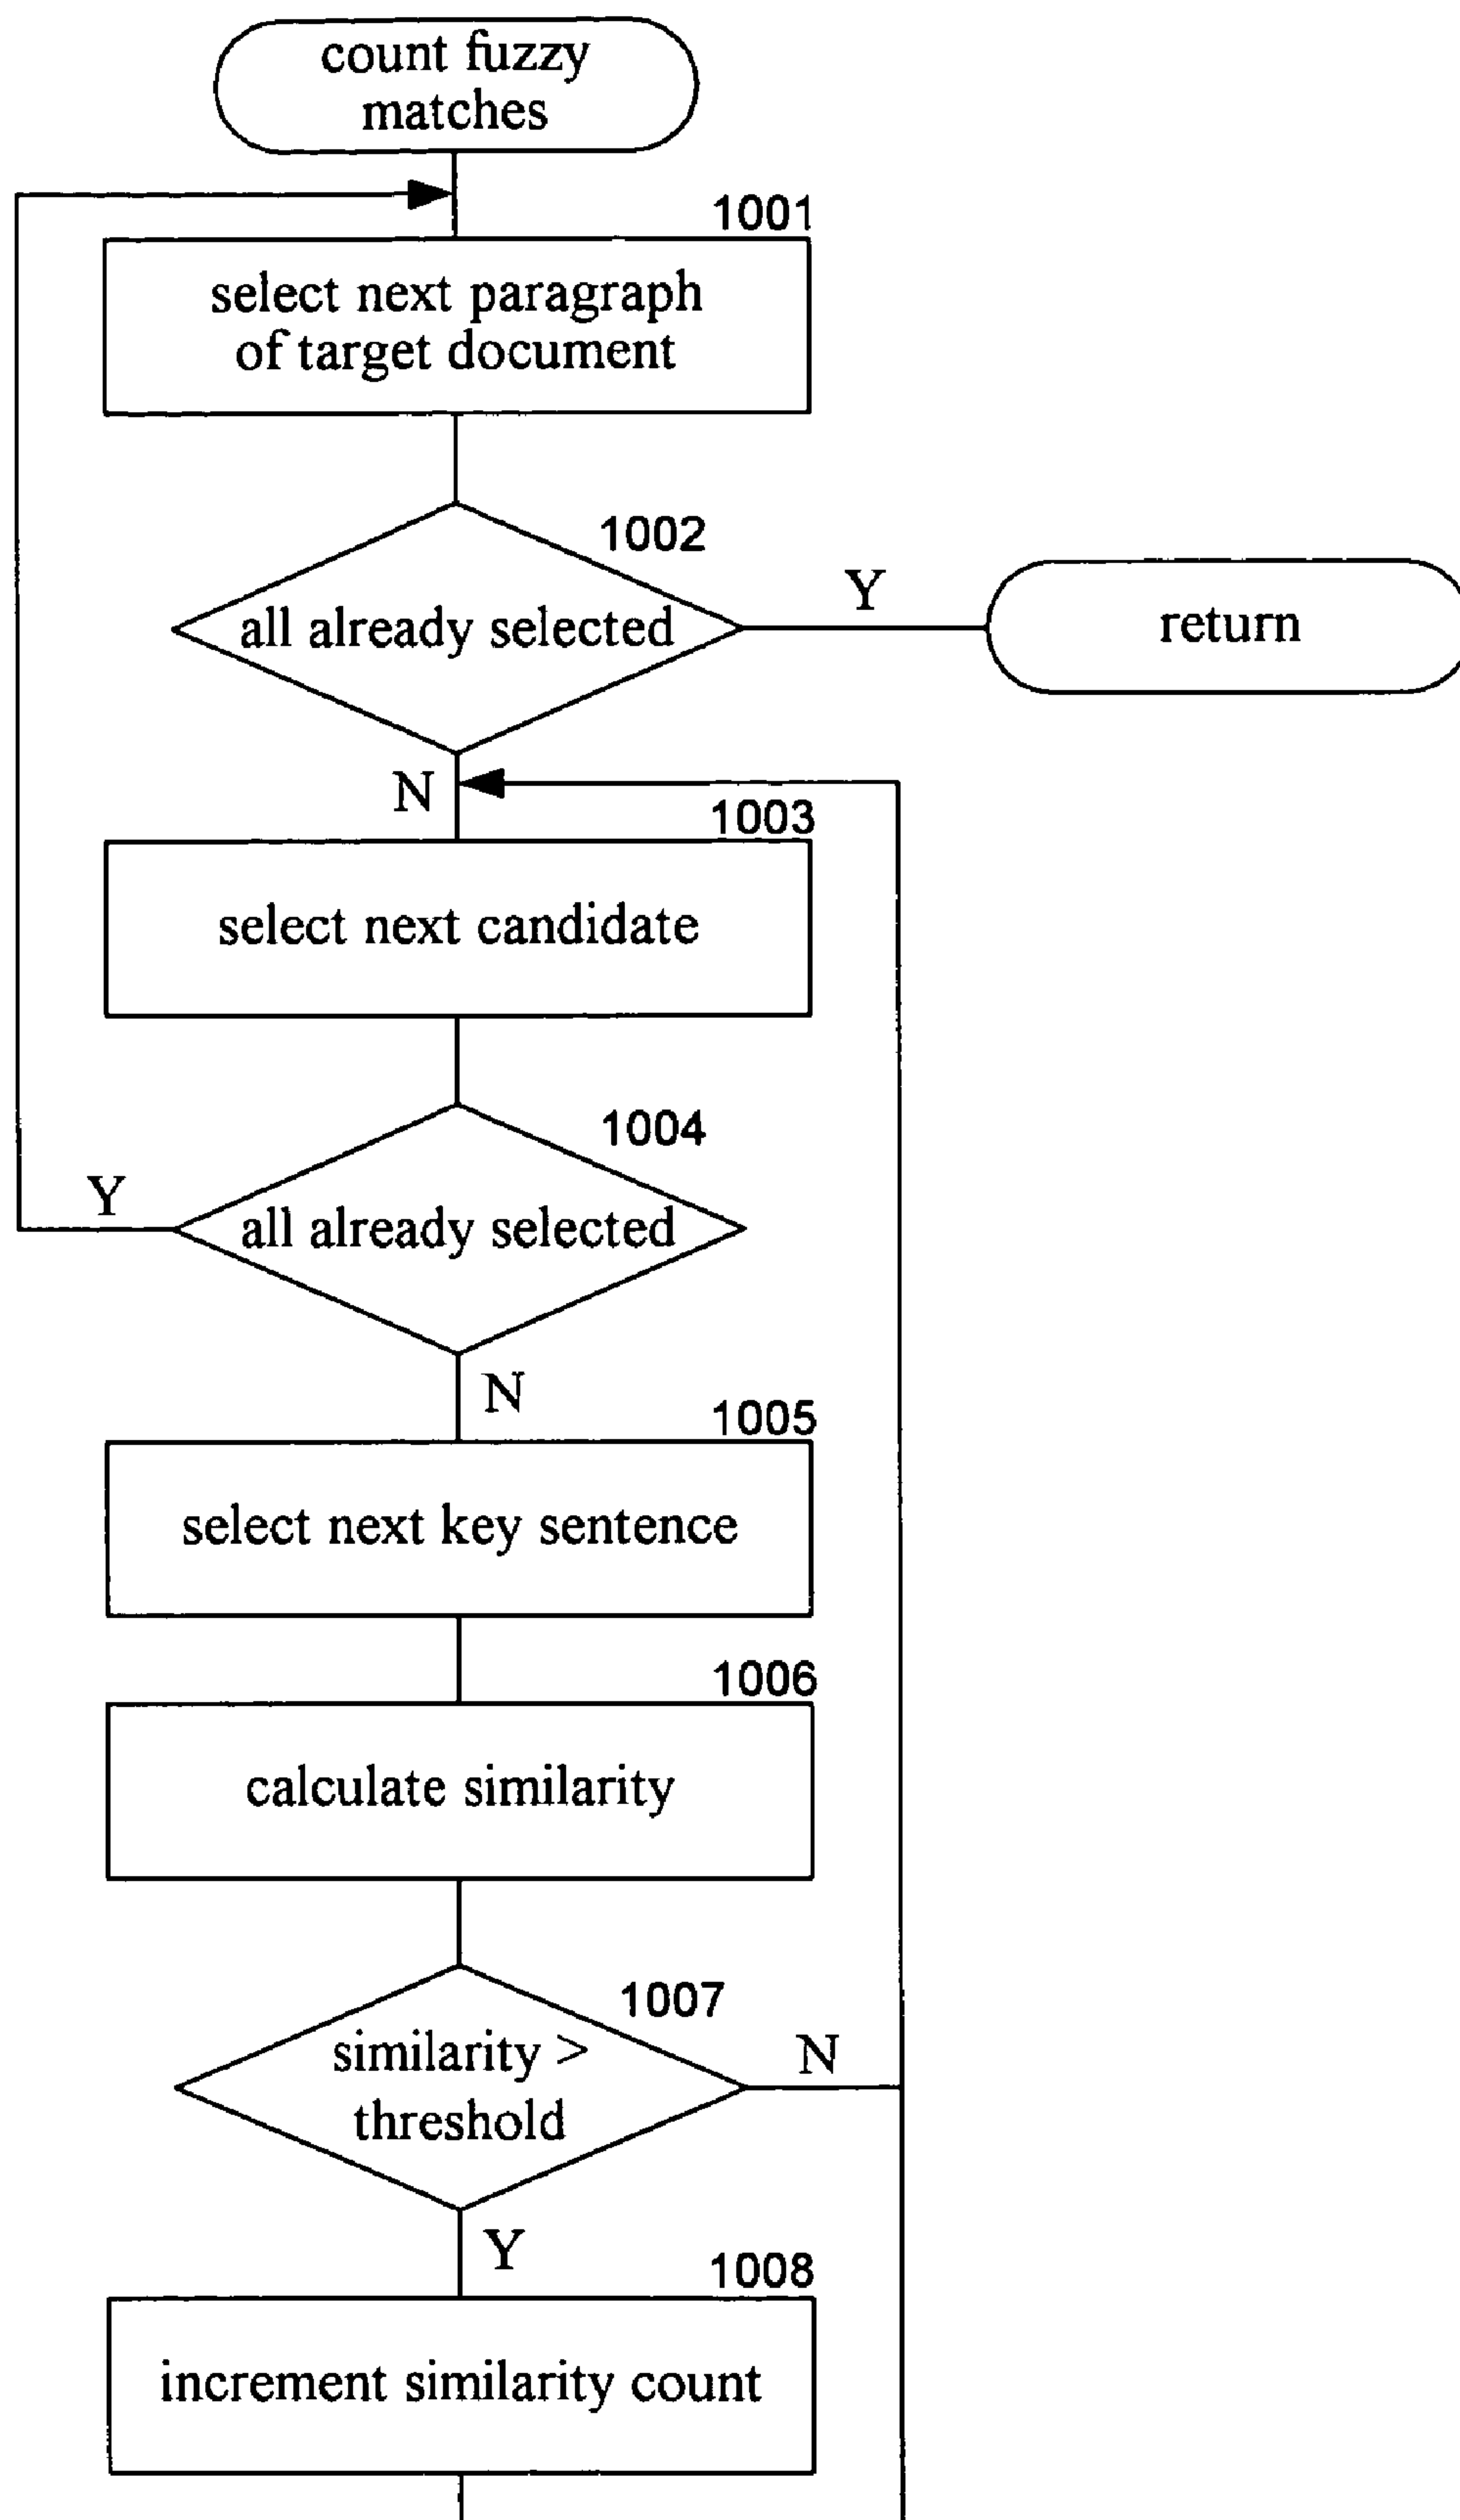 count fuzzy
matches
1001
select next paragraph
of target document
1002
all already selected
Y
return
N
1003
select next candidate
1004
all already selected
Y
N
1005
select next key sentence
1006
calculate similarity
1007
similarity >
threshold
N
Y
1008
increment similarity count